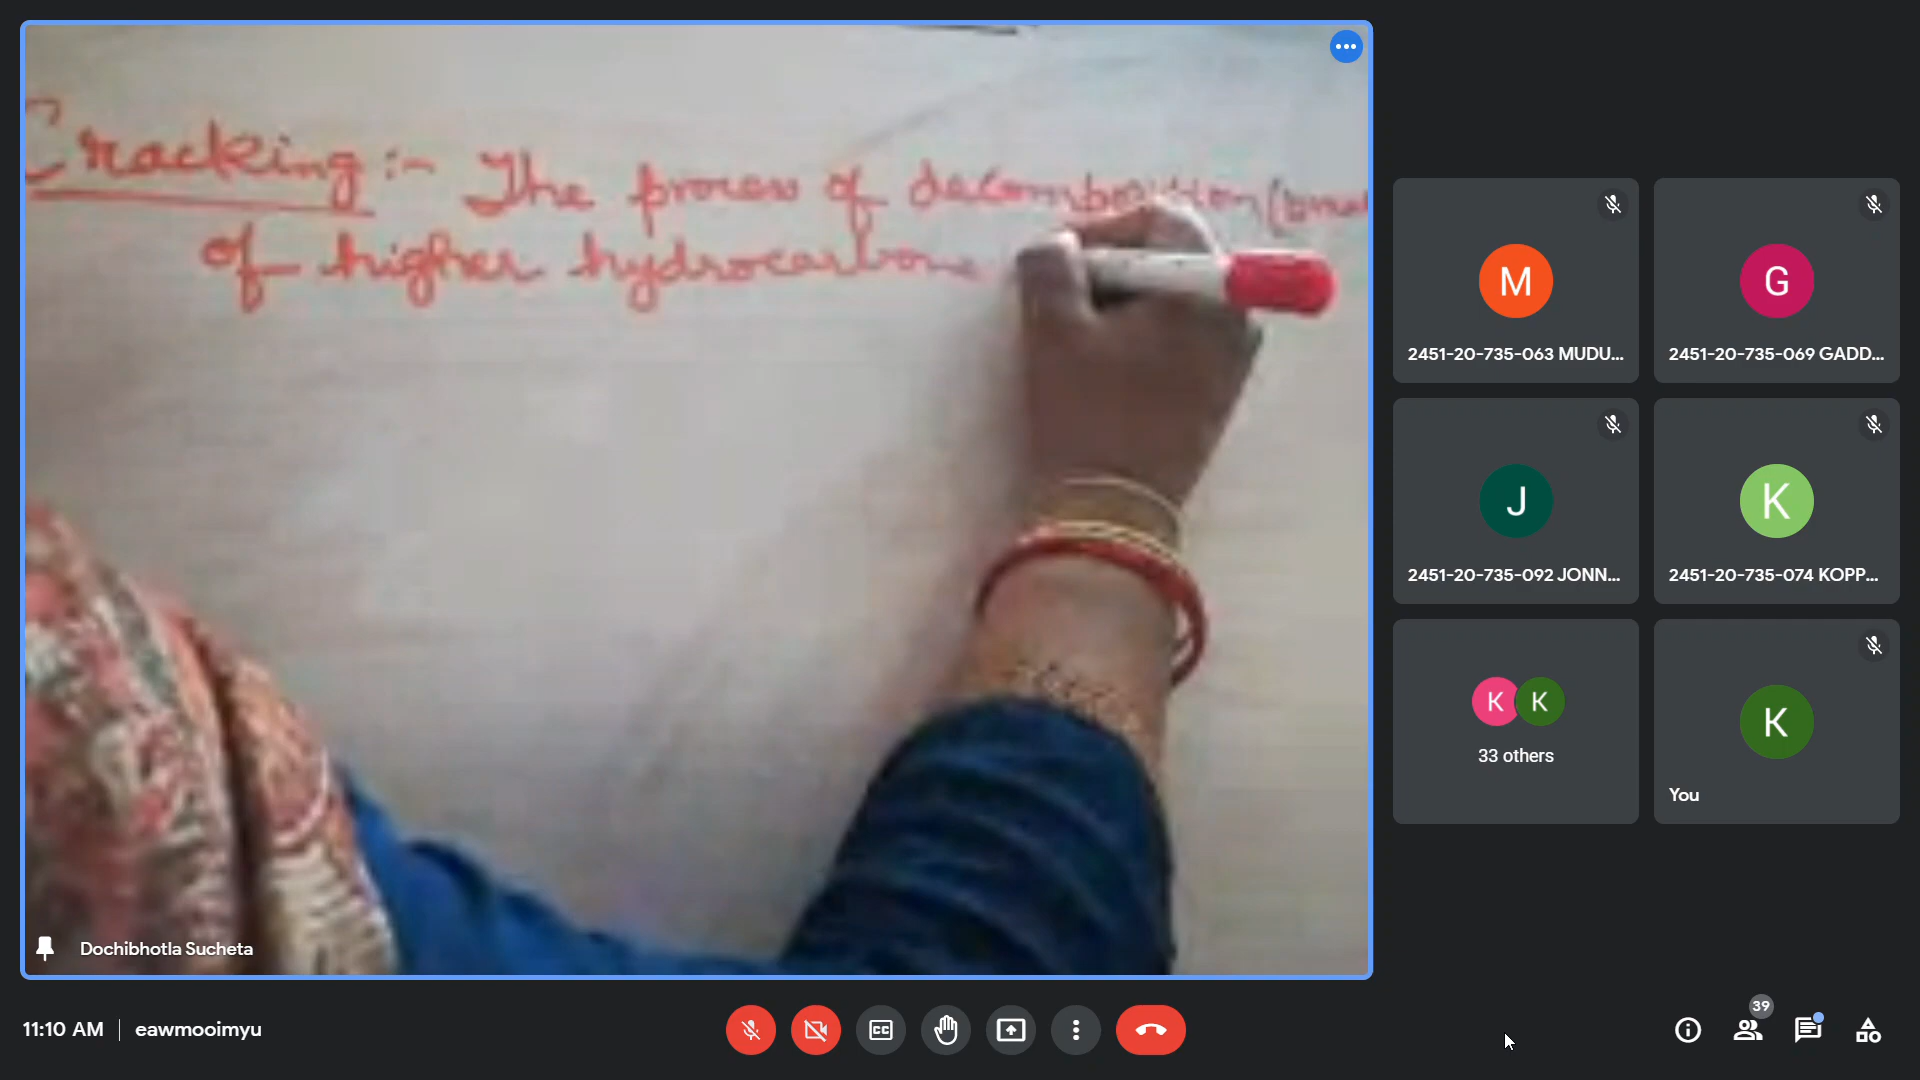 Cracking :- The process of decomposition (
of higher hydrocarbons
Dochibhotla Sucheta
M
2451-20-735-063 MUDU...
G
2451-20-735-069 GADD...
J
2451-20-735-092 JONN...
K
2451-20-735-074 KOPP...
K K
33 others
K
You
11:10 AM | eawmooimyu
CC
39